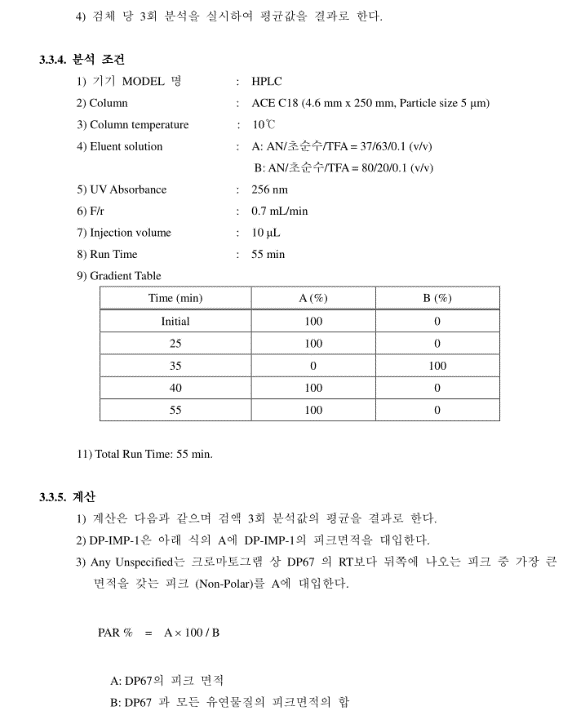 4) 검체 당 3회 분석을 실시하여 평균값을 결과로 한다.
3.3.4. 분석 조건
1) 기기 MODEL 명 : HPLC
2) Column : ACE C18 (4.6 mm x 250 mm, Particle size 5 μm)
3) Column temperature : 10℃
4) Eluent solution : A: AN/초순수/TFA = 37/63/0.1 (v/v)
B: AN/초순수/TFA = 80/20/0.1 (v/v)
5) UV Absorbance : 256 nm
6) F/r : 0.7 mL/min
7) Injection volume : 10 μL
8) Run Time : 55 min
9) Gradient Table
Time (min) A (%) B (%)
Initial 100 0
25 100 0
35 0 100
40 100 0
55 100 0
11) Total Run Time: 55 min.
3.3.5. 계산
1) 계산은 다음과 같으며 검액 3회 분석값의 평균을 결과로 한다.
2) DP-IMP-1은 아래 식의 A에 DP-IMP-1의 피크면적을 대입한다.
3) Any Unspecified는 크로마토그램 상 DP67 의 RT보다 뒤쪽에 나오는 피크 중 가장 큰
면적을 갖는 피크 (Non-Polar)를 A에 대입한다.
PAR % = A × 100 / B
A: DP67의 피크 면적
B: DP67 과 모든 유연물질의 피크면적의 합